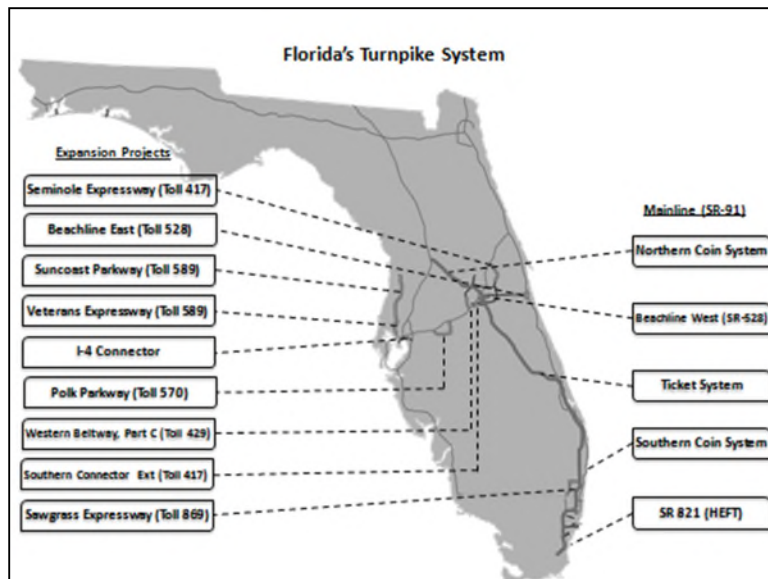 Florida's Turnpike System
Expansion Projects
Seminole Expressway (Toll 417)
Beachline East (Toll 528)
Suncoast Parkway (Toll 589)
Veterans Expressway (Toll 589)
I-4 Connector
Polk Parkway (Toll 570)
Western Beltway, Part C (Toll 429)
Southern Connector Ext (Toll 417)
Sawgrass Expressway (Toll 869)
Mainline (SR-91)
Northern Coin System
Beachline West (SR-528)
Ticket System
Southern Coin System
SR 821 (HEFT)